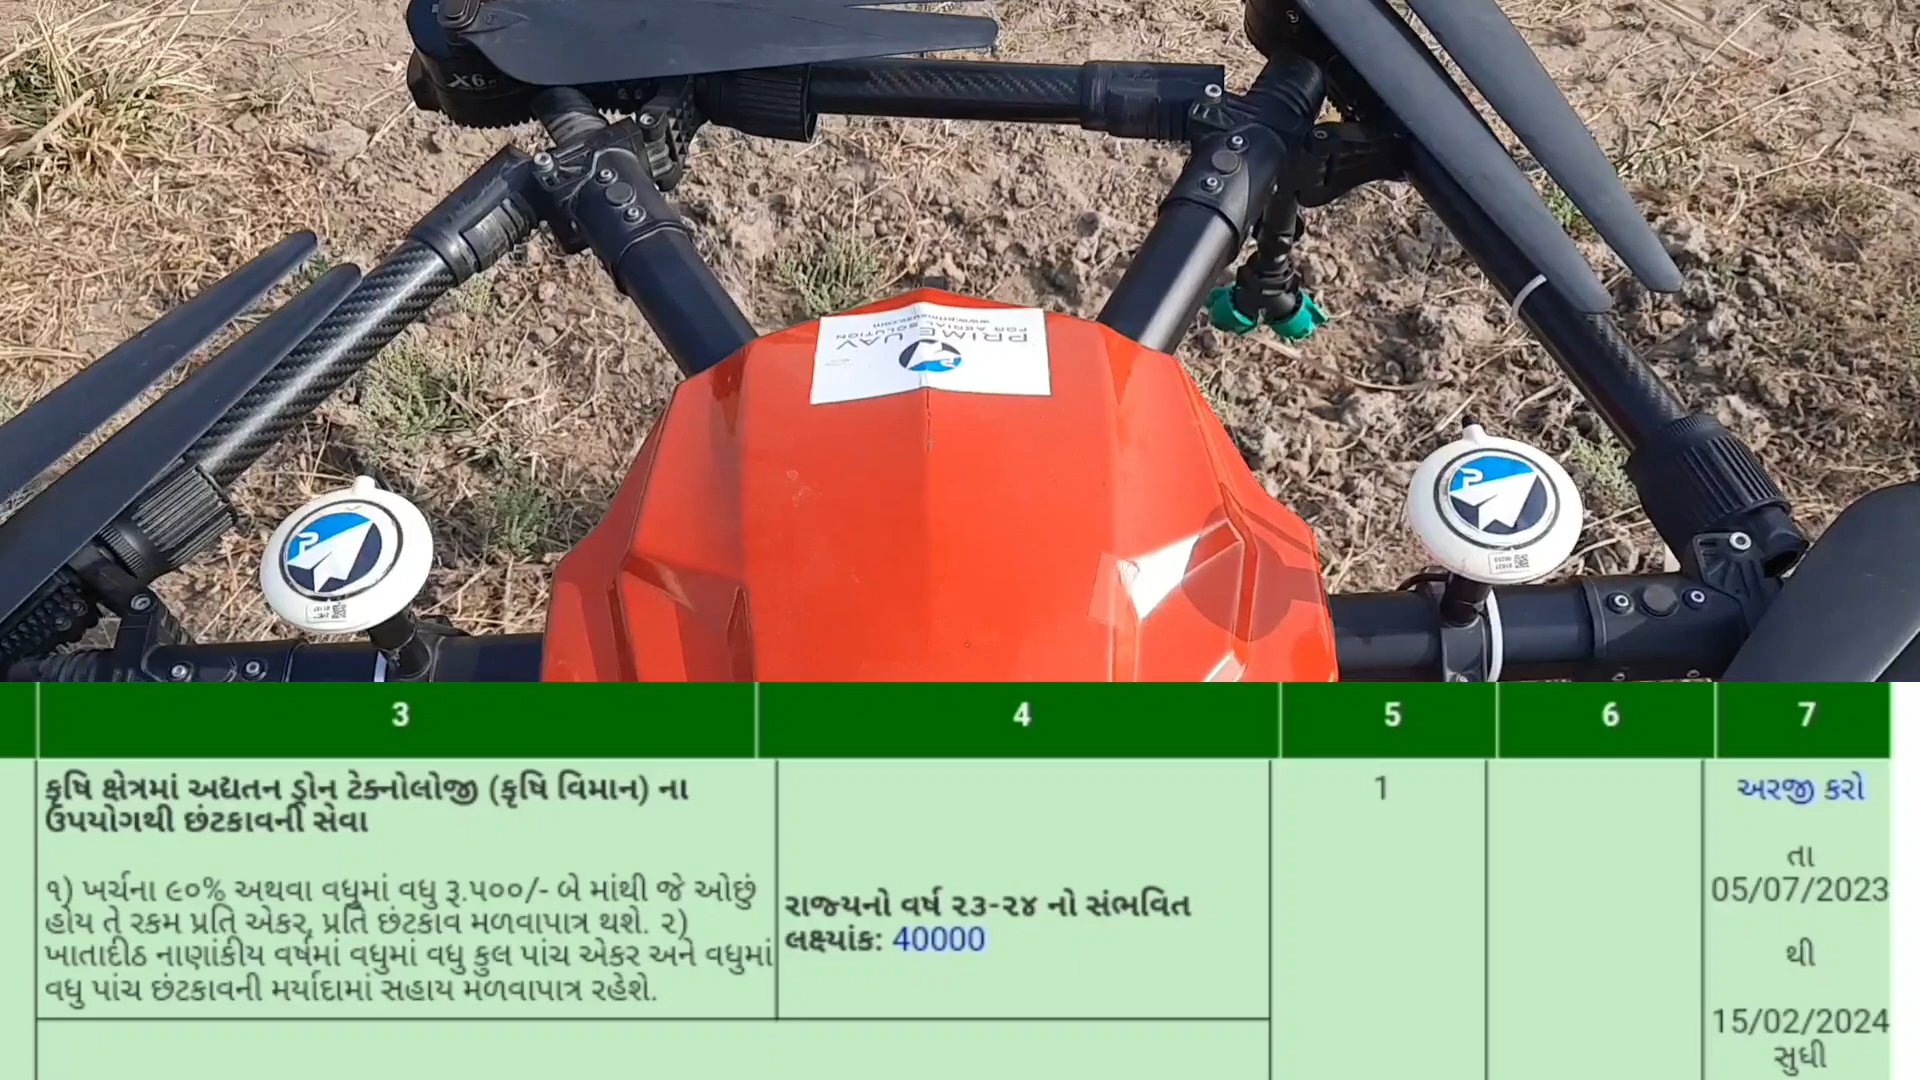 X6
www.primeuav.com
FOR AERIAL SOLUTION
PRIME UAV
3 4 5 6 7
કૃષિ ક્ષેત્રમાં અદ્યતન ડ્રોન ટેક્નોલોજી (કૃષિ વિમાન) ના
ઉપયોગથી છંટકાવની સેવા
૧) ખર્ચના ૯૦% અથવા વધુમાં વધુ રૂ.૫૦૦/- બે માંથી જે ઓછું
હોય તે રકમ પ્રતિ એકર, પ્રતિ છંટકાવ મળવાપાત્ર થશે. ૨)
ખાતાદીઠ નાણાંકીય વર્ષમાં વધુમાં વધુ કુલ પાંચ એકર અને વધુમાં
વધુ પાંચ છંટકાવની મર્યાદામાં સહાય મળવાપાત્ર રહેશે.
રાજ્યનો વર્ષ ૨૩-૨૪ નો સંભવિત
લક્ષ્યાંક: 40000
1
અરજી કરો
તા
05/07/2023
થી
15/02/2024
સુધી